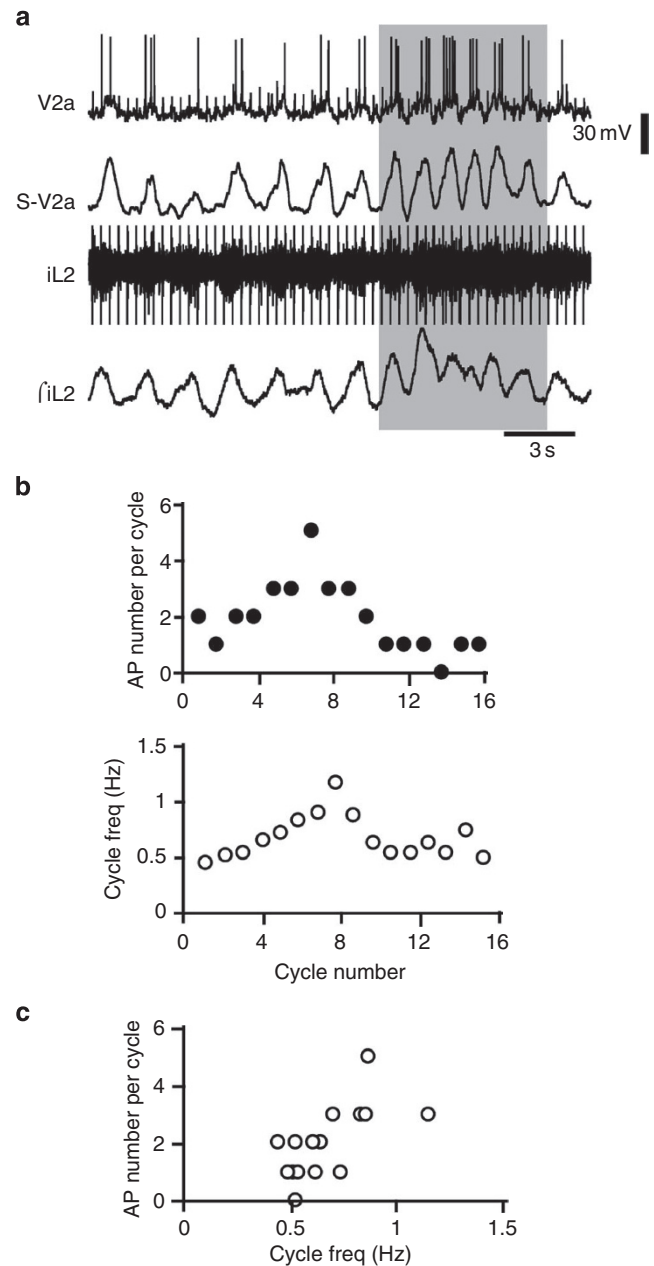 a
V2a
30 mV
S-V2a
iL2
∫iL2
3 s
b
AP number per cycle
6
4
2
0
0 4 8 12 16
Cycle freq (Hz)
1.5
1
0.5
0
0 4 8 12 16
Cycle number
c
AP number per cycle
6
4
2
0
0 0.5 1 1.5
Cycle freq (Hz)